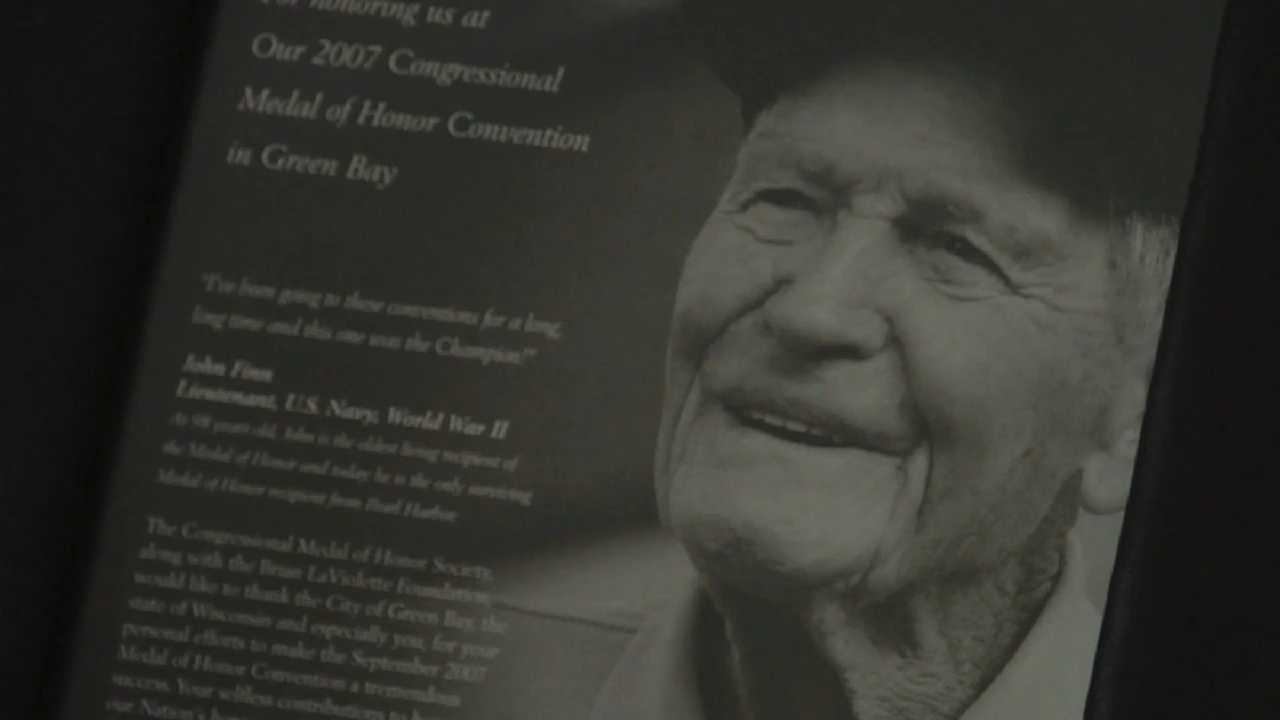 For honoring us at
Our 2007 Congressional
Medal of Honor Convention
in Green Bay
"I've been going to these conventions for a long,
long time and this one was the Champion!"
John Finn
Lieutenant, U.S. Navy, World War II
At 98 years old, John is the oldest living recipient of
the Medal of Honor and today he is the only surviving
Medal of Honor recipient from Pearl Harbor.
The Congressional Medal of Honor Society,
along with the Brian LaViolette Foundation,
would like to thank the City of Green Bay, the
state of Wisconsin and especially you, for your
personal efforts to make the September 2007
Medal of Honor Convention a tremendous
success. Your selfless contributions to
our Nation's